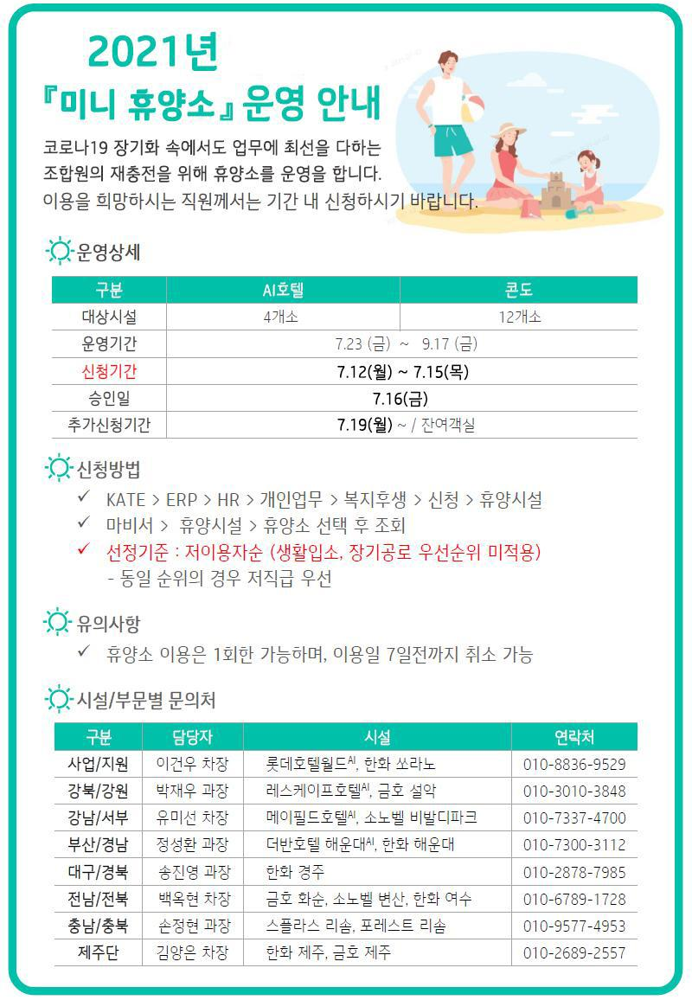 2021년
『미니 휴양소』 운영 안내
코로나19 장기화 속에서도 업무에 최선을 다하는
조합원의 재충전을 위해 휴양소를 운영을 합니다.
이용을 희망하시는 직원께서는 기간 내 신청하시기 바랍니다.
운영상세
구분 AI호텔 콘도
대상시설 4개소 12개소
운영기간 7.23 (금) ~ 9.17 (금)
신청기간 7.12(월) ~ 7.15(목)
승인일 7.16(금)
추가신청기간 7.19(월) ~ / 잔여객실
신청방법
✓ KATE > ERP > HR > 개인업무 > 복지후생 > 신청 > 휴양시설
✓ 마비서 > 휴양시설 > 휴양소 선택 후 조회
✓ 선정기준 : 저이용자순 (생활입소, 장기공로 우선순위 미적용)
- 동일 순위의 경우 저직급 우선
유의사항
✓ 휴양소 이용은 1회한 가능하며, 이용일 7일전까지 취소 가능
시설/부문별 문의처
구분 담당자 시설 연락처
사업/지원 이건우 차장 롯데호텔월드AI, 한화 쏘라노 010-8836-9529
강북/강원 박재우 과장 레스케이프호텔AI, 금호 설악 010-3010-3848
강남/서부 유미선 차장 메이필드호텔AI, 소노벨 비발디파크 010-7337-4700
부산/경남 정성환 과장 더반호텔 해운대AI, 한화 해운대 010-7300-3112
대구/경북 송진영 과장 한화 경주 010-2878-7985
전남/전북 백옥현 차장 금호 화순, 소노벨 변산, 한화 여수 010-6789-1728
충남/충북 손정현 과장 스플라스 리솜, 포레스트 리솜 010-9577-4953
제주단 김양은 차장 한화 제주, 금호 제주 010-2689-2557